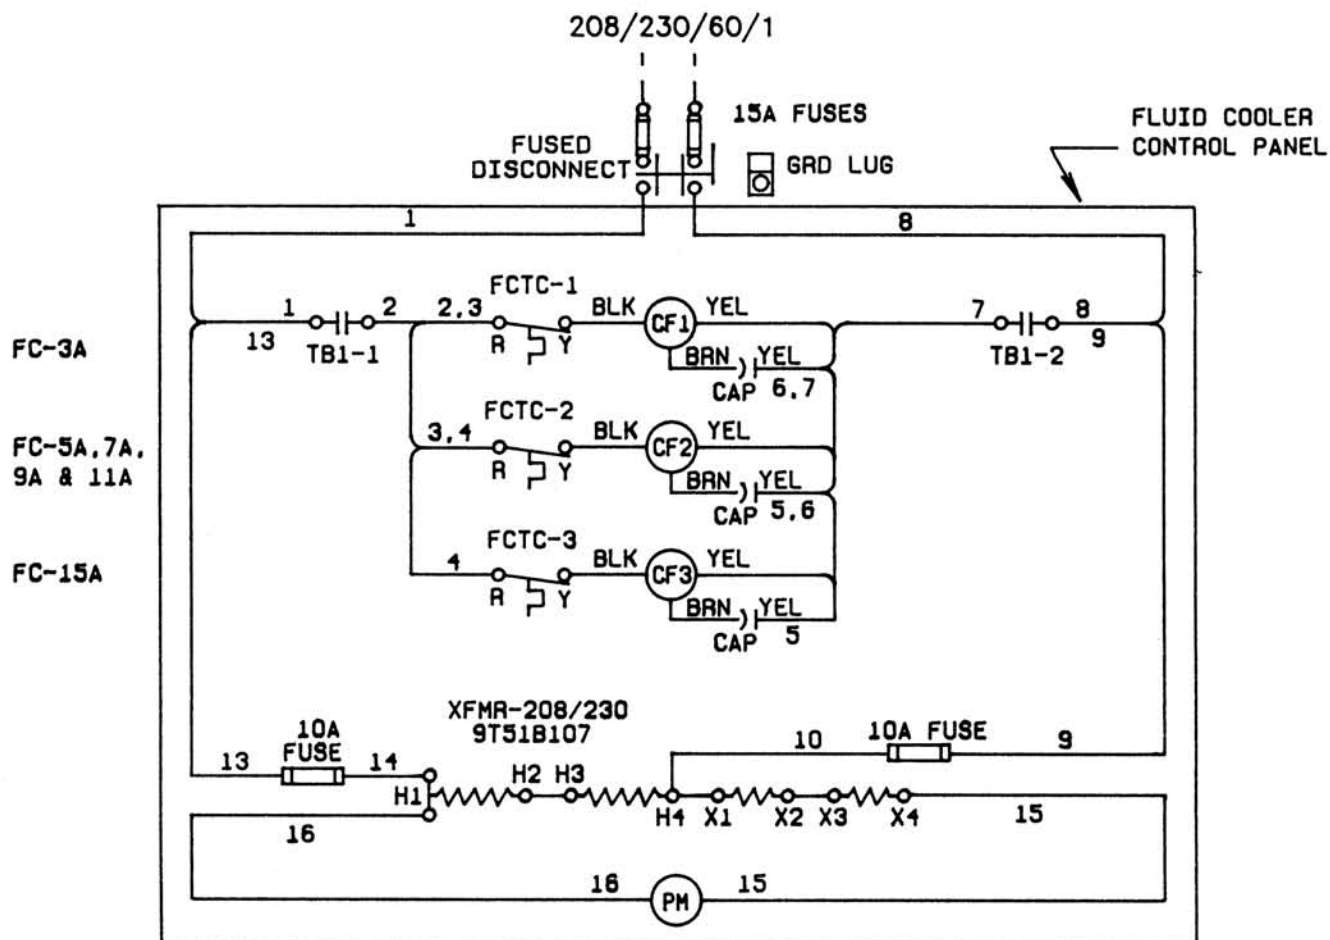 208/230/60/1
15A FUSES
FUSED
DISCONNECT
GRD LUG
FLUID COOLER
CONTROL PANEL
1
8
FCTC-1
1
2
2,3
BLK
CF1
YEL
7
8
13
TB1-1
R
Y
BRN
YEL
TB1-2
9
FC-3A
CAP
6,7
FCTC-2
3,4
BLK
CF2
YEL
FC-5A,7A,
9A & 11A
R
Y
BRN
YEL
CAP
5,6
FCTC-3
FC-15A
4
BLK
CF3
YEL
R
Y
BRN
YEL
CAP
5
XFMR-208/230
9T51B107
10A
FUSE
13
14
10
10A FUSE
9
H1
H2
H3
H4
X1
X2
X3
X4
15
16
16
PM
15